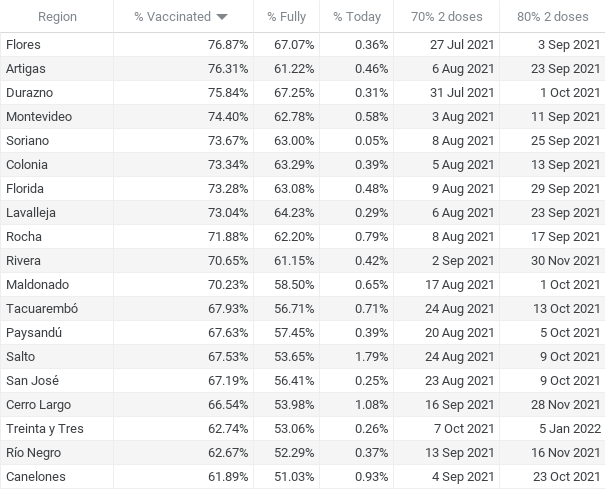 Region % Vaccinated % Fully % Today 70% 2 doses 80% 2 doses
Flores 76.87% 67.07% 0.36% 27 Jul 2021 3 Sep 2021
Artigas 76.31% 61.22% 0.46% 6 Aug 2021 23 Sep 2021
Durazno 75.84% 67.25% 0.31% 31 Jul 2021 1 Oct 2021
Montevideo 74.40% 62.78% 0.58% 3 Aug 2021 11 Sep 2021
Soriano 73.67% 63.00% 0.05% 8 Aug 2021 25 Sep 2021
Colonia 73.34% 63.29% 0.39% 5 Aug 2021 13 Sep 2021
Florida 73.28% 63.08% 0.48% 9 Aug 2021 29 Sep 2021
Lavalleja 73.04% 64.23% 0.29% 6 Aug 2021 23 Sep 2021
Rocha 71.88% 62.20% 0.79% 8 Aug 2021 17 Sep 2021
Rivera 70.65% 61.15% 0.42% 2 Sep 2021 30 Nov 2021
Maldonado 70.23% 58.50% 0.65% 17 Aug 2021 1 Oct 2021
Tacuarembó 67.93% 56.71% 0.71% 24 Aug 2021 13 Oct 2021
Paysandú 67.63% 57.45% 0.39% 20 Aug 2021 5 Oct 2021
Salto 67.53% 53.65% 1.79% 24 Aug 2021 9 Oct 2021
San José 67.19% 56.41% 0.25% 23 Aug 2021 9 Oct 2021
Cerro Largo 66.54% 53.98% 1.08% 16 Sep 2021 28 Nov 2021
Treinta y Tres 62.74% 53.06% 0.26% 7 Oct 2021 5 Jan 2022
Río Negro 62.67% 52.29% 0.37% 13 Sep 2021 16 Nov 2021
Canelones 61.89% 51.03% 0.93% 4 Sep 2021 23 Oct 2021